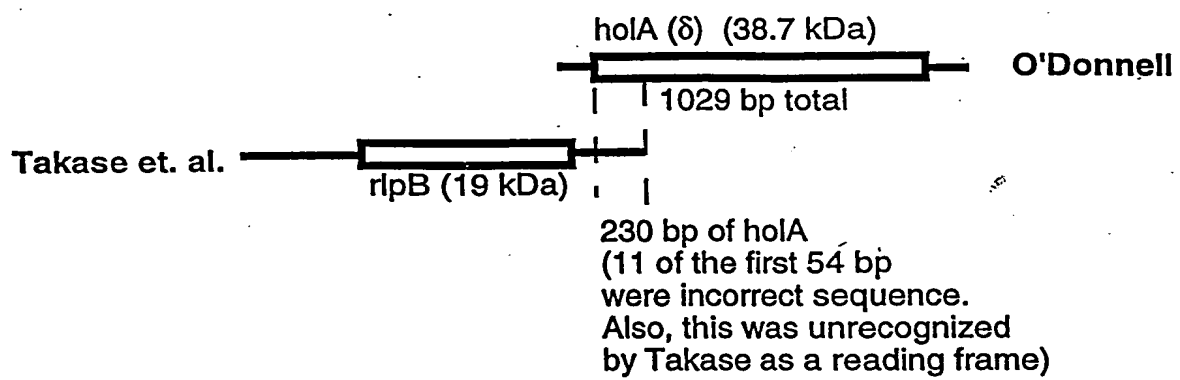 holA (δ) (38.7 kDa)
O'Donnell
1029 bp total
Takase et. al.
rlpB (19 kDa)
230 bp of holA
(11 of the first 54 bp
were incorrect sequence.
Also, this was unrecognized
by Takase as a reading frame)